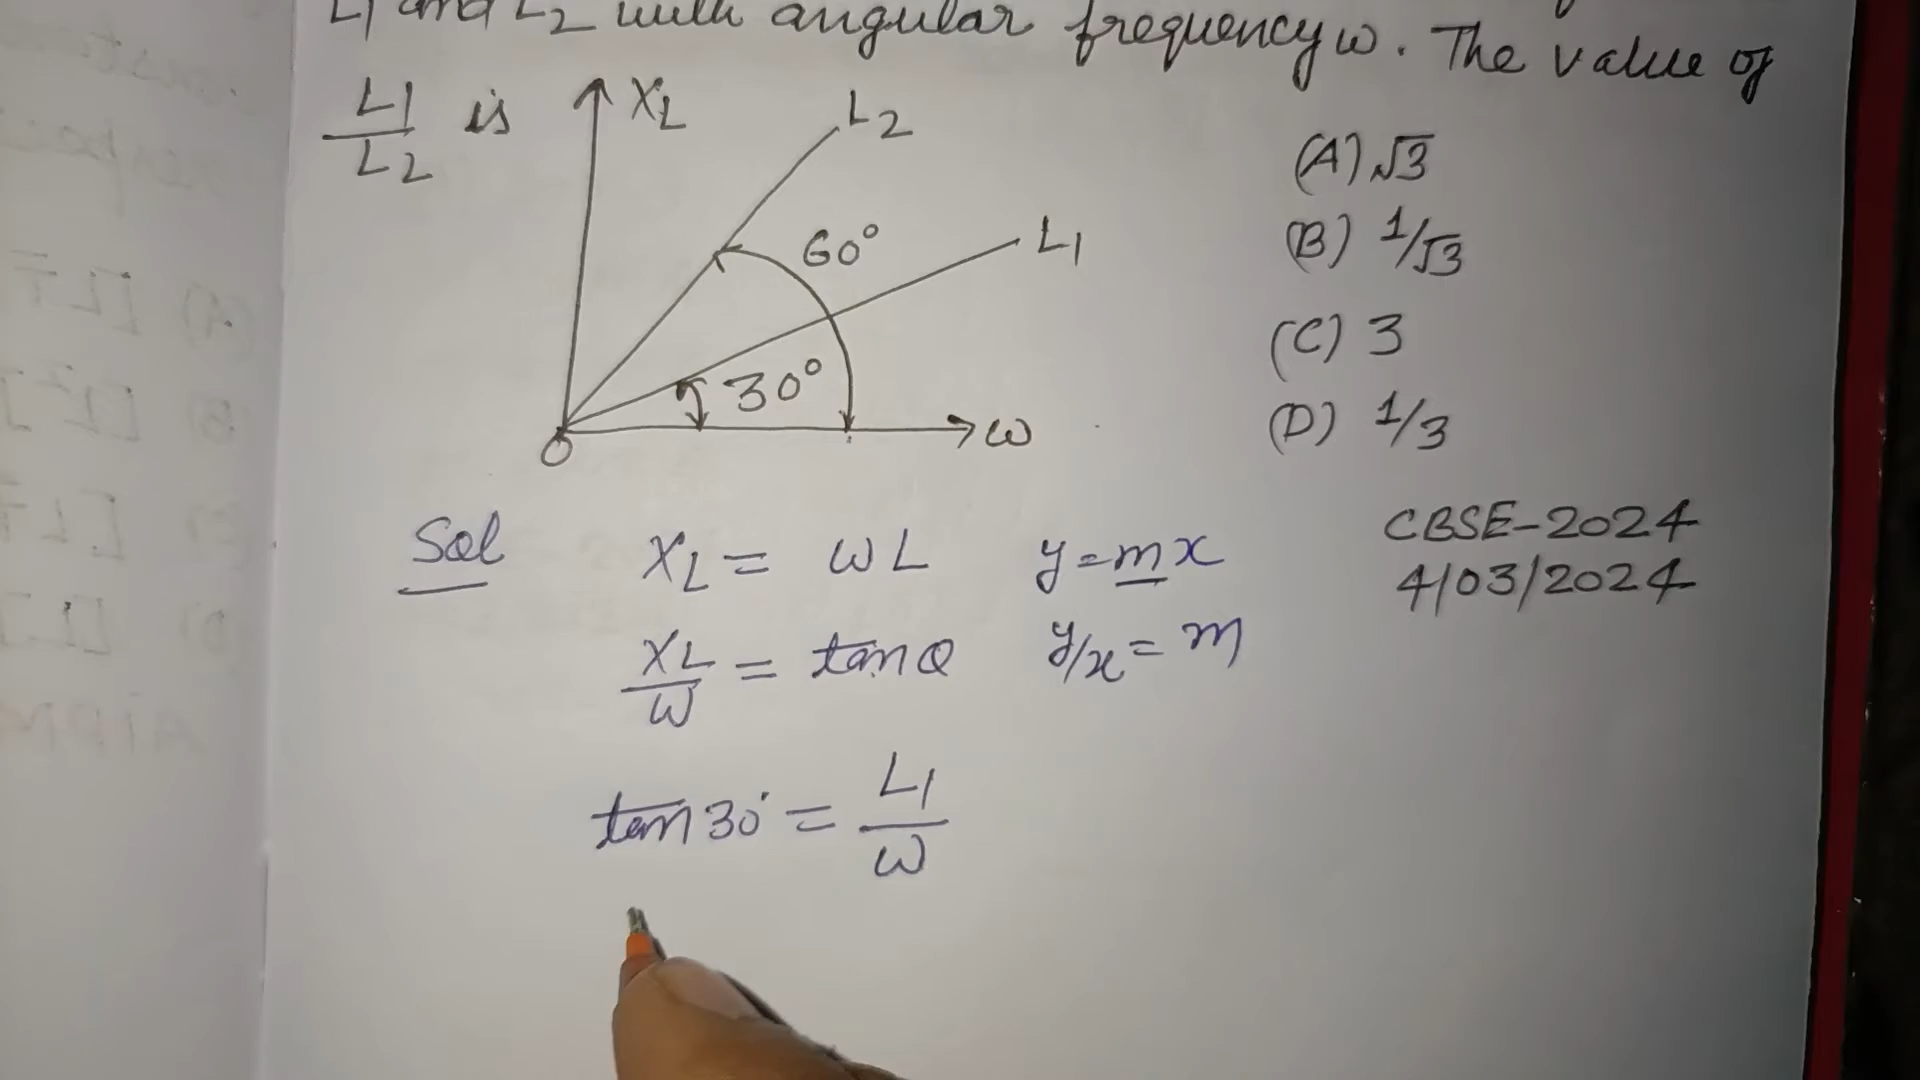 L1 and L2 with angular frequency ω. The value of
L1/L2 is
XL
L2
60°
L1
30°
O
ω
(A) √3
(B) 1/√3
(C) 3
(D) 1/3
CBSE-2024
4/03/2024
Sol
XL = ωL y=mx
XL/W = tanθ y/x = m
tan30° = L1/ω